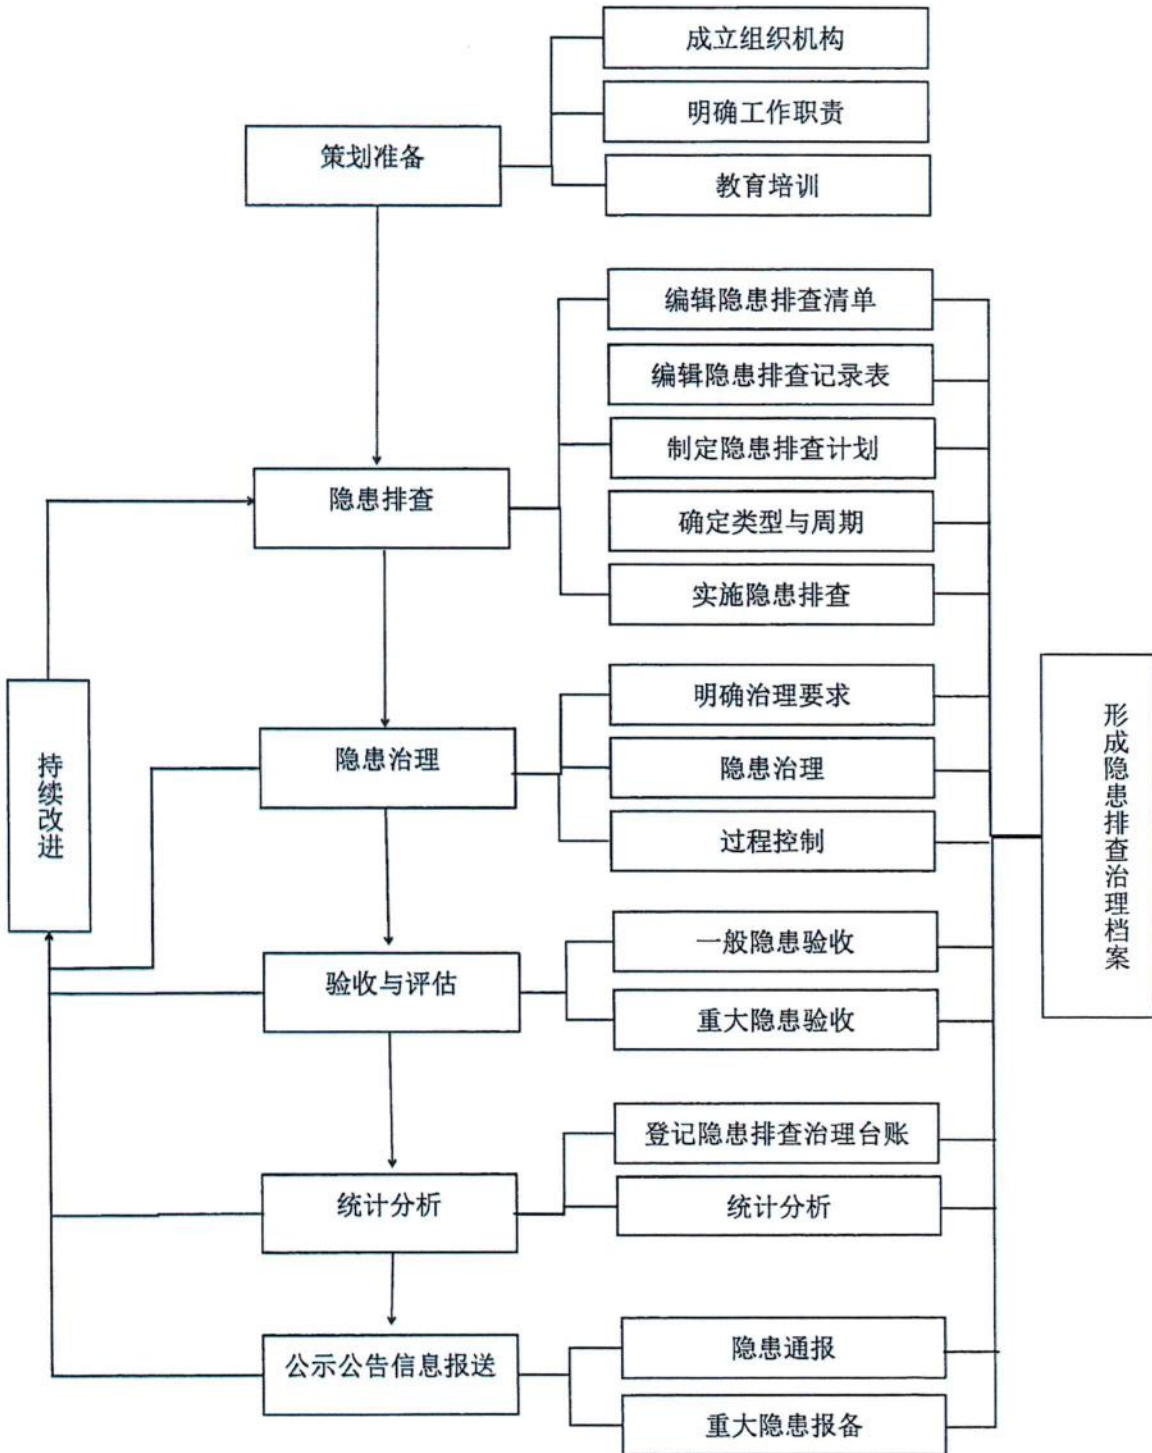 成立组织机构
明确工作职责
策划准备
教育培训
编辑隐患排查清单
编辑隐患排查记录表
制定隐患排查计划
隐患排查
确定类型与周期
实施隐患排查
明确治理要求
隐患治理
隐患治理
过程控制
持续改进
形成隐患排查治理档案
一般隐患验收
验收与评估
重大隐患验收
登记隐患排查治理台账
统计分析
统计分析
隐患通报
公示公告信息报送
重大隐患报备